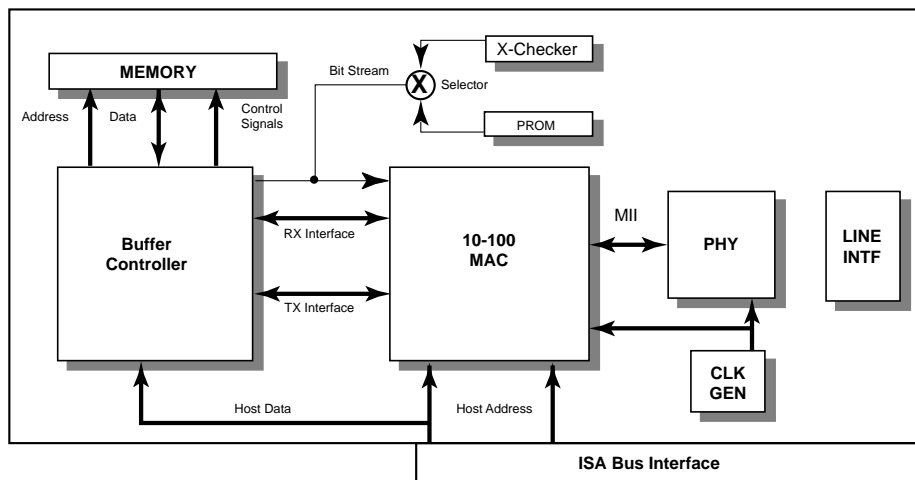 X-Checker
MEMORY
Bit Stream
X
Selector
Address
Data
Control
Signals
PROM
MII
RX Interface
Buffer
Controller
10-100
MAC
PHY
LINE
INTF
TX Interface
CLK
GEN
Host Data
Host Address
ISA Bus Interface